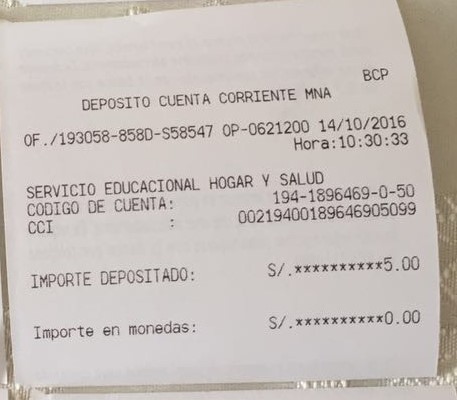 BCP
DEPOSITO CUENTA CORRIENTE MNA
OF./193058-858D-S58547 OP-0621200 14/10/2016
Hora:10:30:33
SERVICIO EDUCACIONAL HOGAR Y SALUD
CODIGO DE CUENTA: 194-1896469-0-50
CCI : 00219400189646905099
IMPORTE DEPOSITADO: S/.**********5.00
Importe en monedas: S/.**********0.00